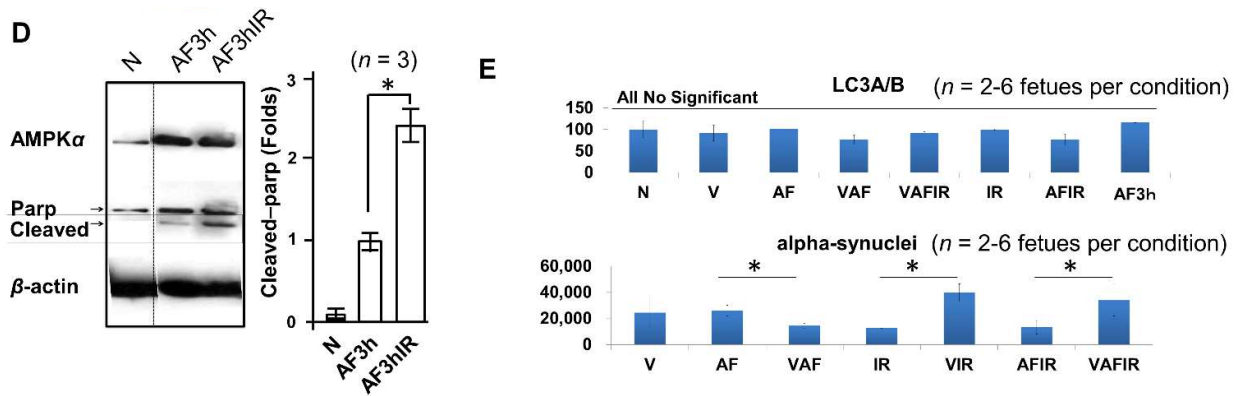 D
N AF3h AF3hIR
AMPKα
Parp →
Cleaved →
β-actin
(n = 3)
*
Cleaved–parp (Folds)
3
2
1
0
N AF3h AF3hIR
E
LC3A/B (n = 2-6 fetues per condition)
All No Significant
150
100
50
0
N V AF VAF VAFIR IR AFIR AF3h
alpha-synuclei (n = 2-6 fetues per condition)
* * *
60,000
40,000
20,000
0
V AF VAF IR VIR AFIR VAFIR